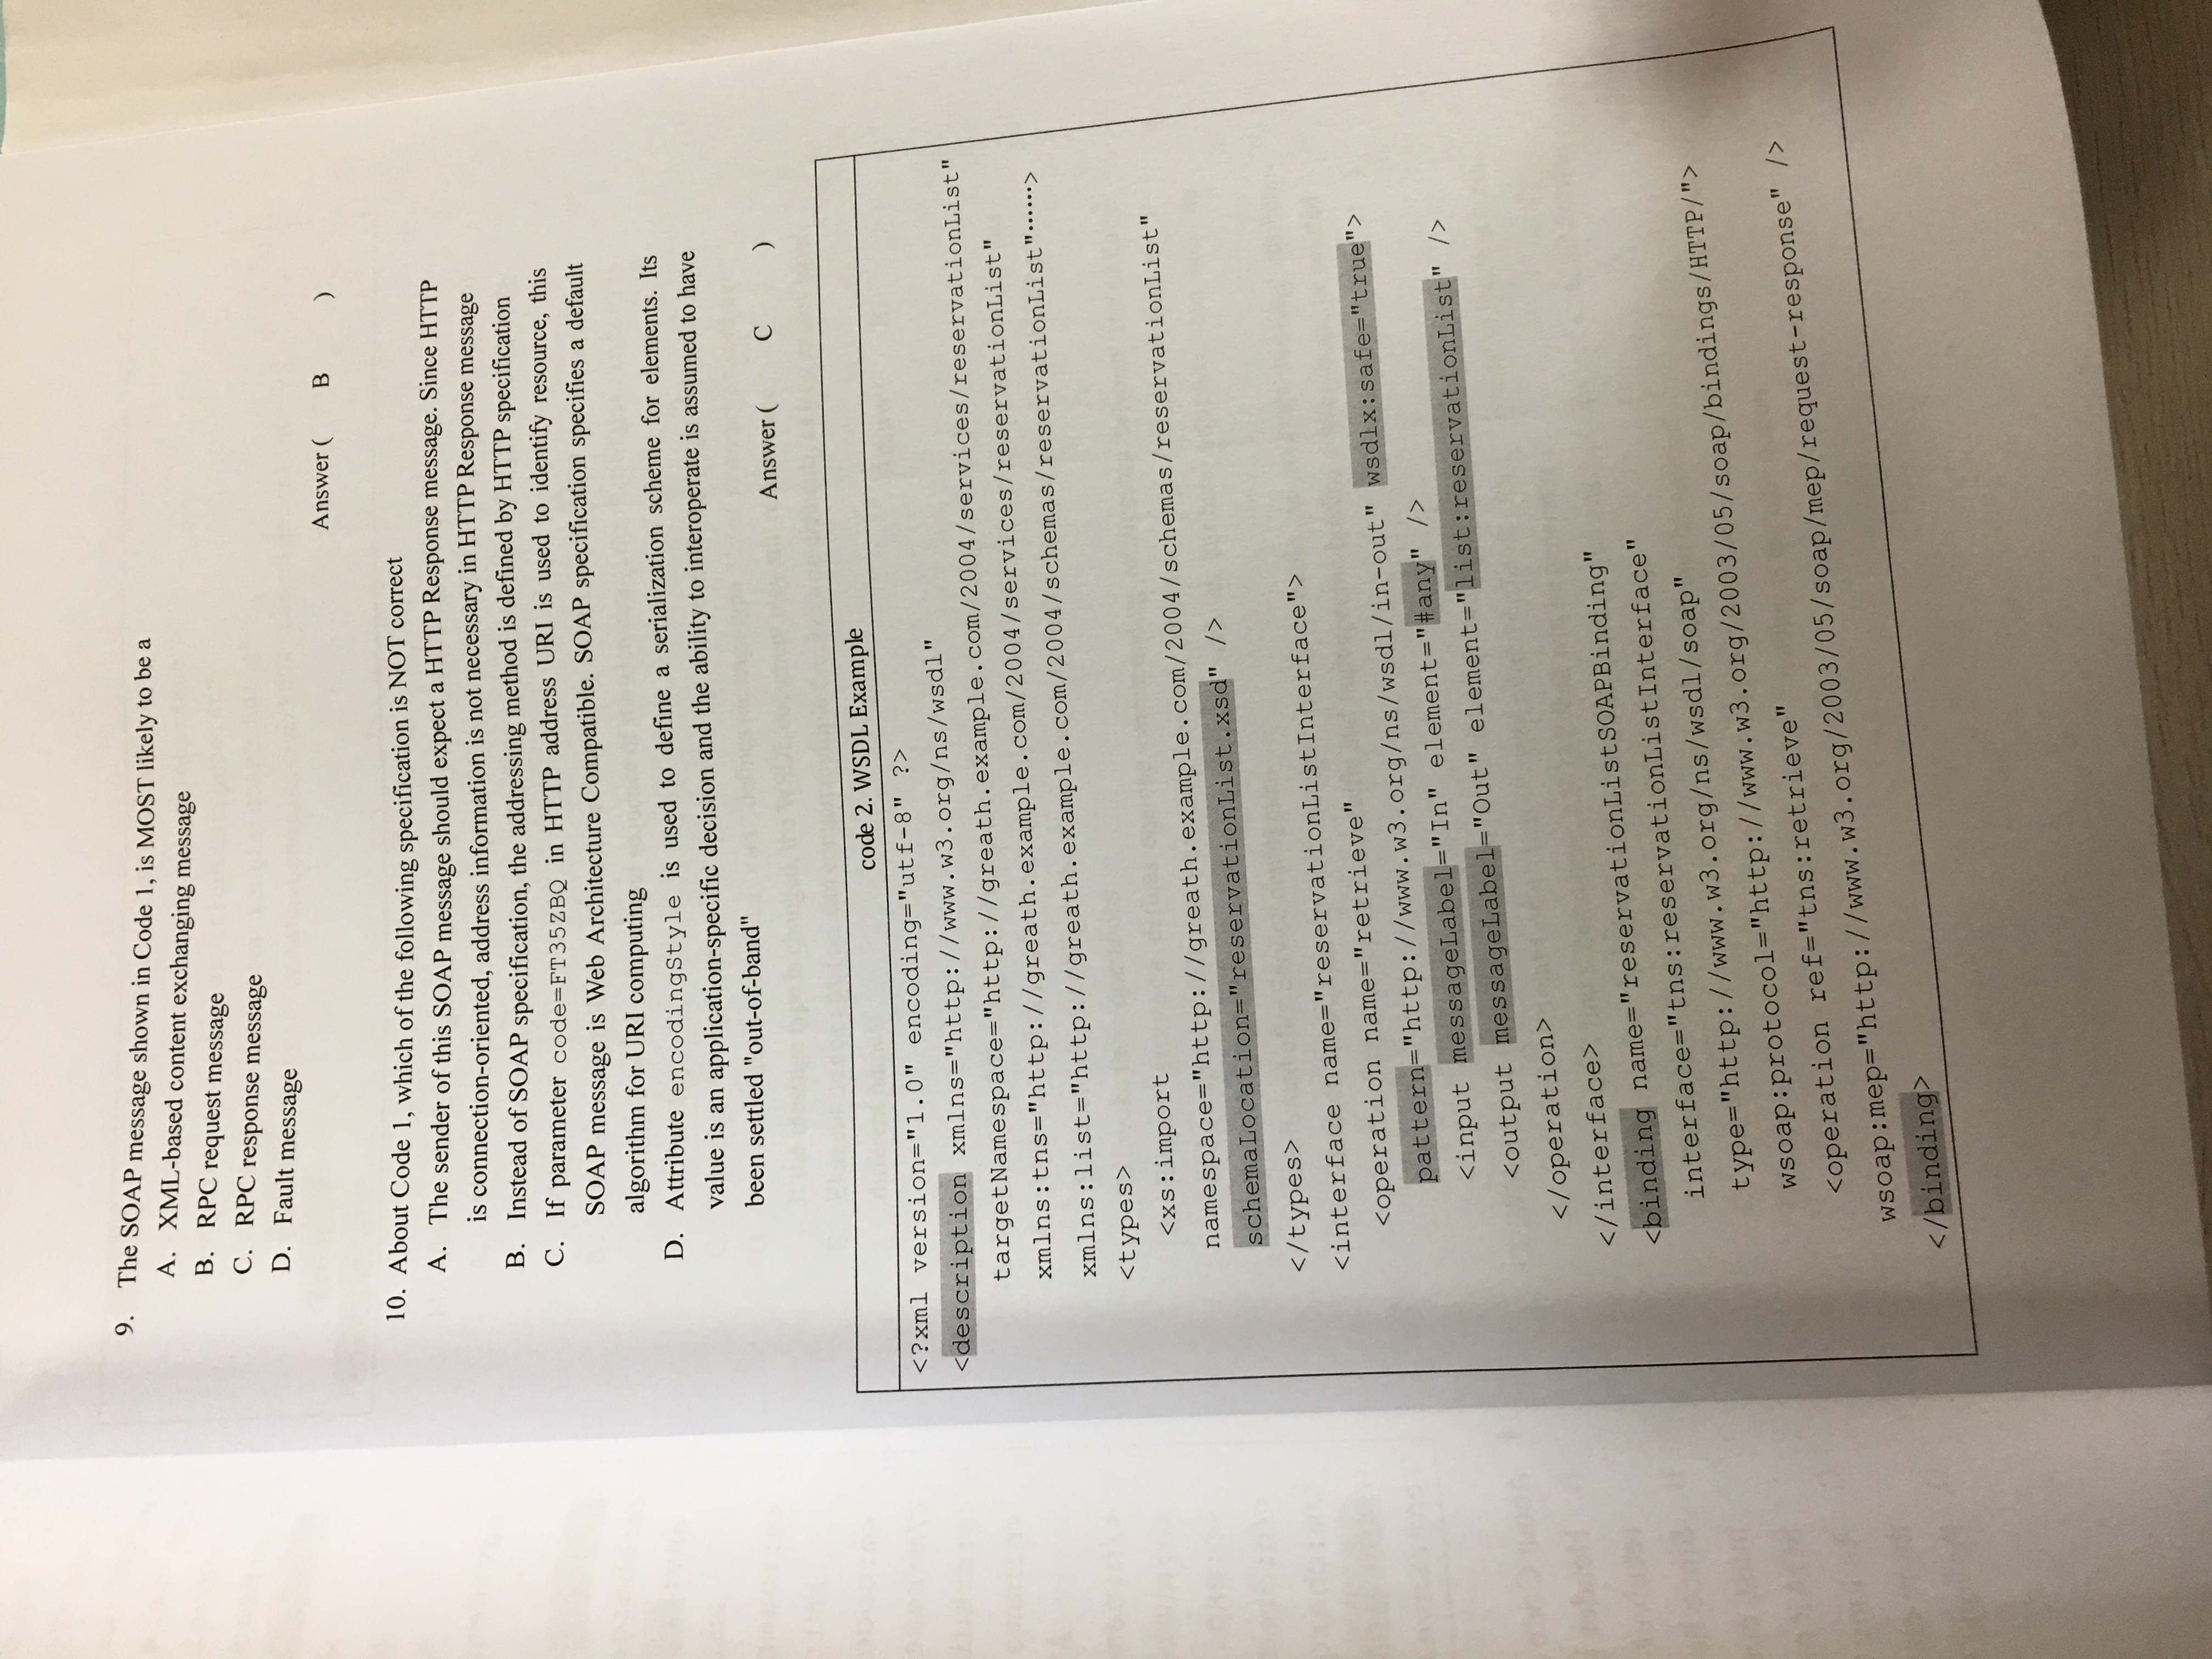 9. The SOAP message shown in Code 1, is MOST likely to be a
A. XML-based content exchanging message
B. RPC request message
C. RPC response message
D. Fault message
Answer ( B )
10. About Code 1, which of the following specification is NOT correct
A. The sender of this SOAP message should expect a HTTP Response message. Since HTTP
is connection-oriented, address information is not necessary in HTTP Response message
B. Instead of SOAP specification, the addressing method is defined by HTTP specification
C. If parameter code=FT35ZBQ in HTTP address URI is used to identify resource, this
SOAP message is Web Architecture Compatible. SOAP specification specifies a default
algorithm for URI computing
D. Attribute encodingStyle is used to define a serialization scheme for elements. Its
value is an application-specific decision and the ability to interoperate is assumed to have
been settled "out-of-band"
Answer ( C )
code 2. WSDL Example
<?xml version="1.0" encoding="utf-8" ?>
<description xmlns="http://www.w3.org/ns/wsdl"
targetNamespace="http://greath.example.com/2004/services/reservationList"
xmlns:tns="http://greath.example.com/2004/services/reservationList"
xmlns:list="http://greath.example.com/2004/schemas/reservationList"······>
<types>
<xs:import
namespace="http://greath.example.com/2004/schemas/reservationList"
schemaLocation="reservationList.xsd" />
</types>
<interface name="reservationListInterface">
<operation name="retrieve"
pattern="http://www.w3.org/ns/wsdl/in-out" wsdlx:safe="true">
<input messageLabel="In" element="#any" />
<output messageLabel="Out" element="list:reservationList" />
</operation>
</interface>
<binding name="reservationListSOAPBinding"
interface="tns:reservationListInterface"
type="http://www.w3.org/ns/wsdl/soap"
wsoap:protocol="http://www.w3.org/2003/05/soap/bindings/HTTP/">
<operation ref="tns:retrieve"
wsoap:mep="http://www.w3.org/2003/05/soap/mep/request-response" />
</binding>